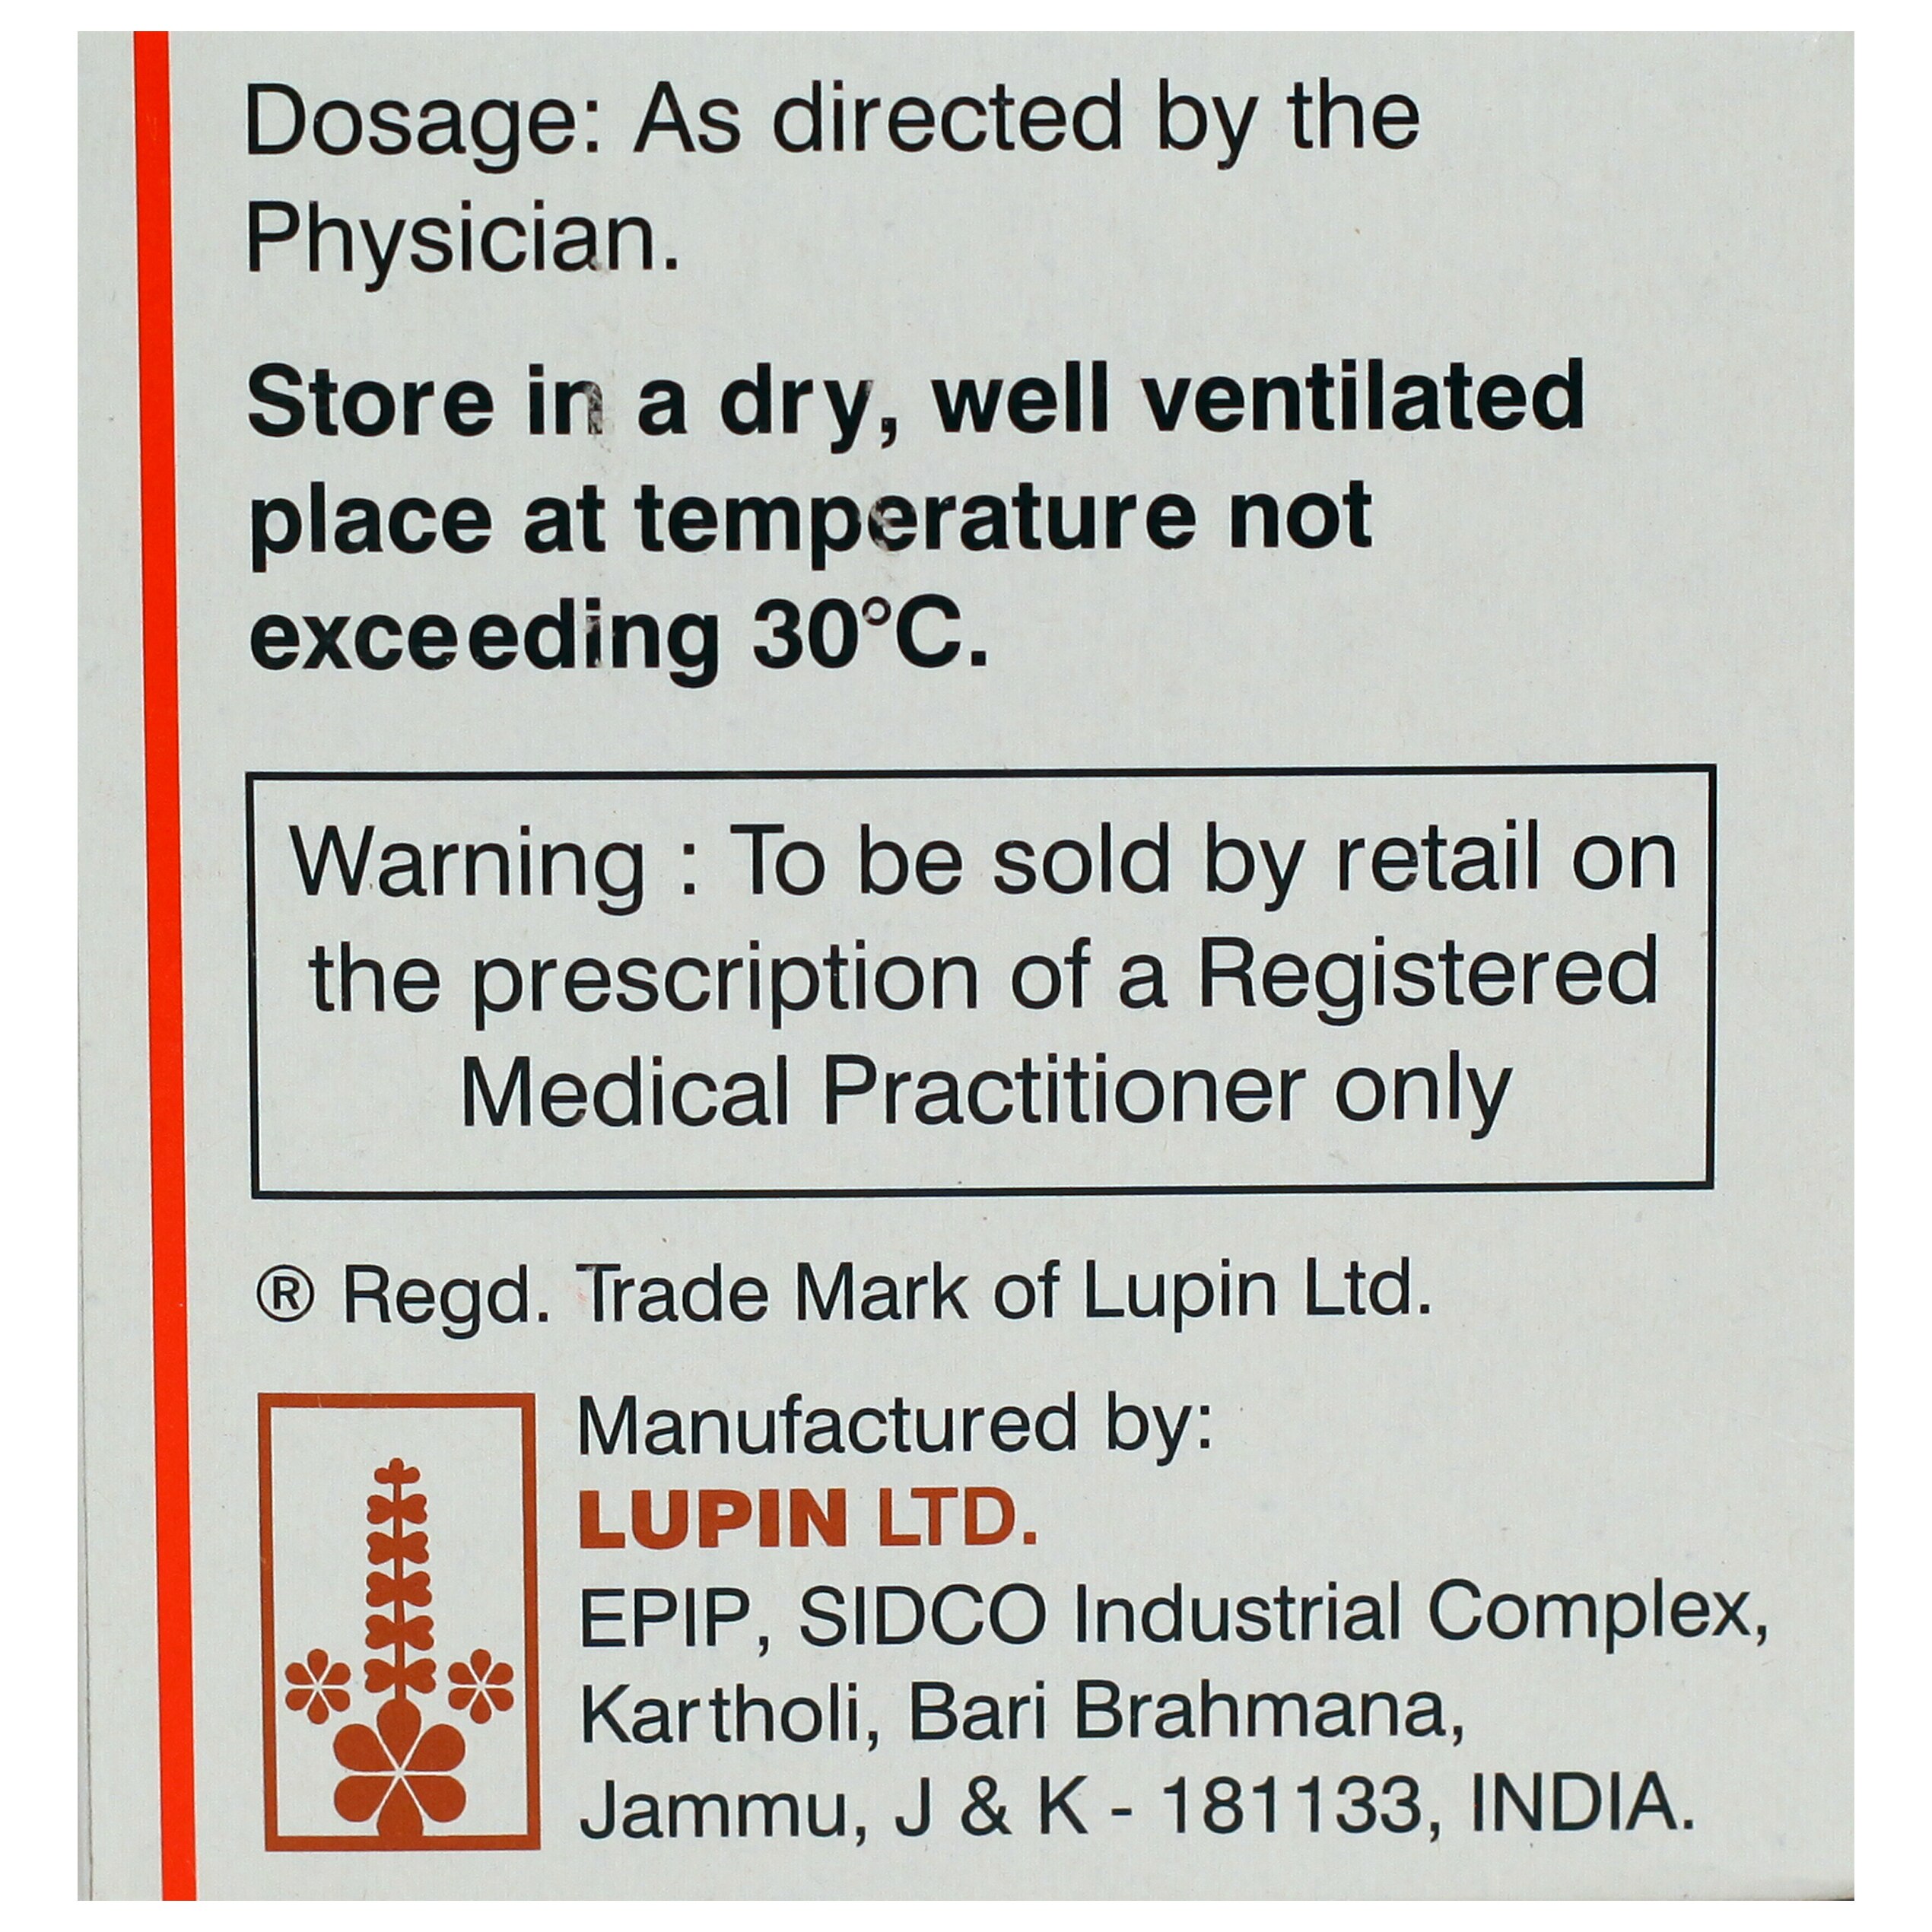 Dosage: As directed by the
Physician.
Store in a dry, well ventilated
place at temperature not
exceeding 30°C.
Warning : To be sold by retail on
the prescription of a Registered
Medical Practitioner only
® Regd. Trade Mark of Lupin Ltd.
Manufactured by:
LUPIN LTD.
EPIP, SIDCO Industrial Complex,
Kartholi, Bari Brahmana,
Jammu, J & K - 181133, INDIA.